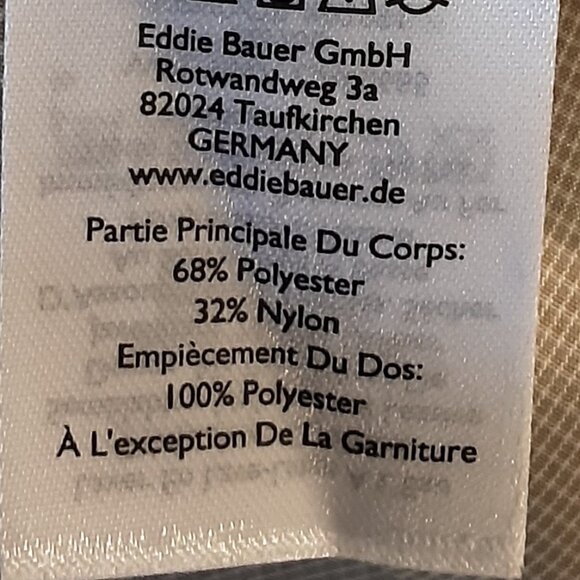 Eddie Bauer GmbH
Rotwandweg 3a
82024 Taufkirchen
GERMANY
www.eddiebauer.de
Partie Principale Du Corps:
68% Polyester
32% Nylon
Empiècement Du Dos:
100% Polyester
À L'exception De La Garniture